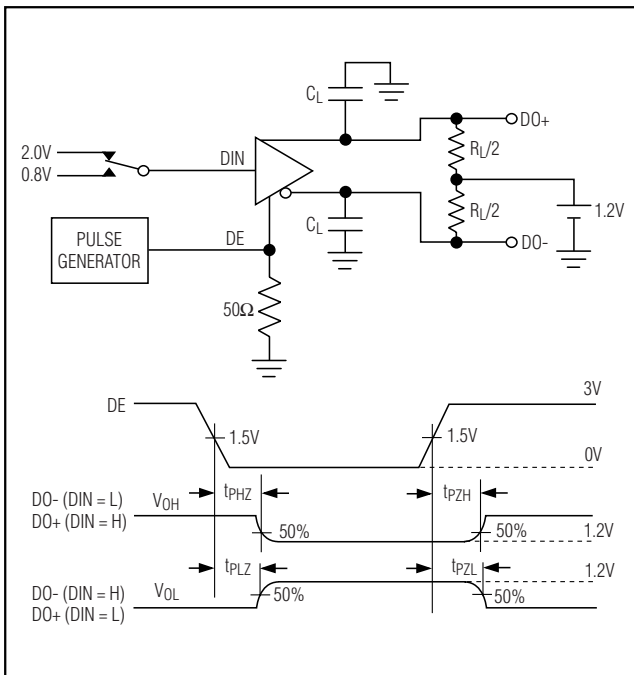 CL
DO+
2.0V
DIN
RL/2
0.8V
RL/2
1.2V
CL
PULSE
GENERATOR
DE
DO-
50Ω
DE
3V
1.5V
1.5V
0V
DO- (DIN = L)
DO+ (DIN = H)
VOH
tPHZ
tPZH
50%
50%
1.2V
1.2V
tPLZ
tPZL
DO- (DIN = H)
DO+ (DIN = L)
VOL
50%
50%